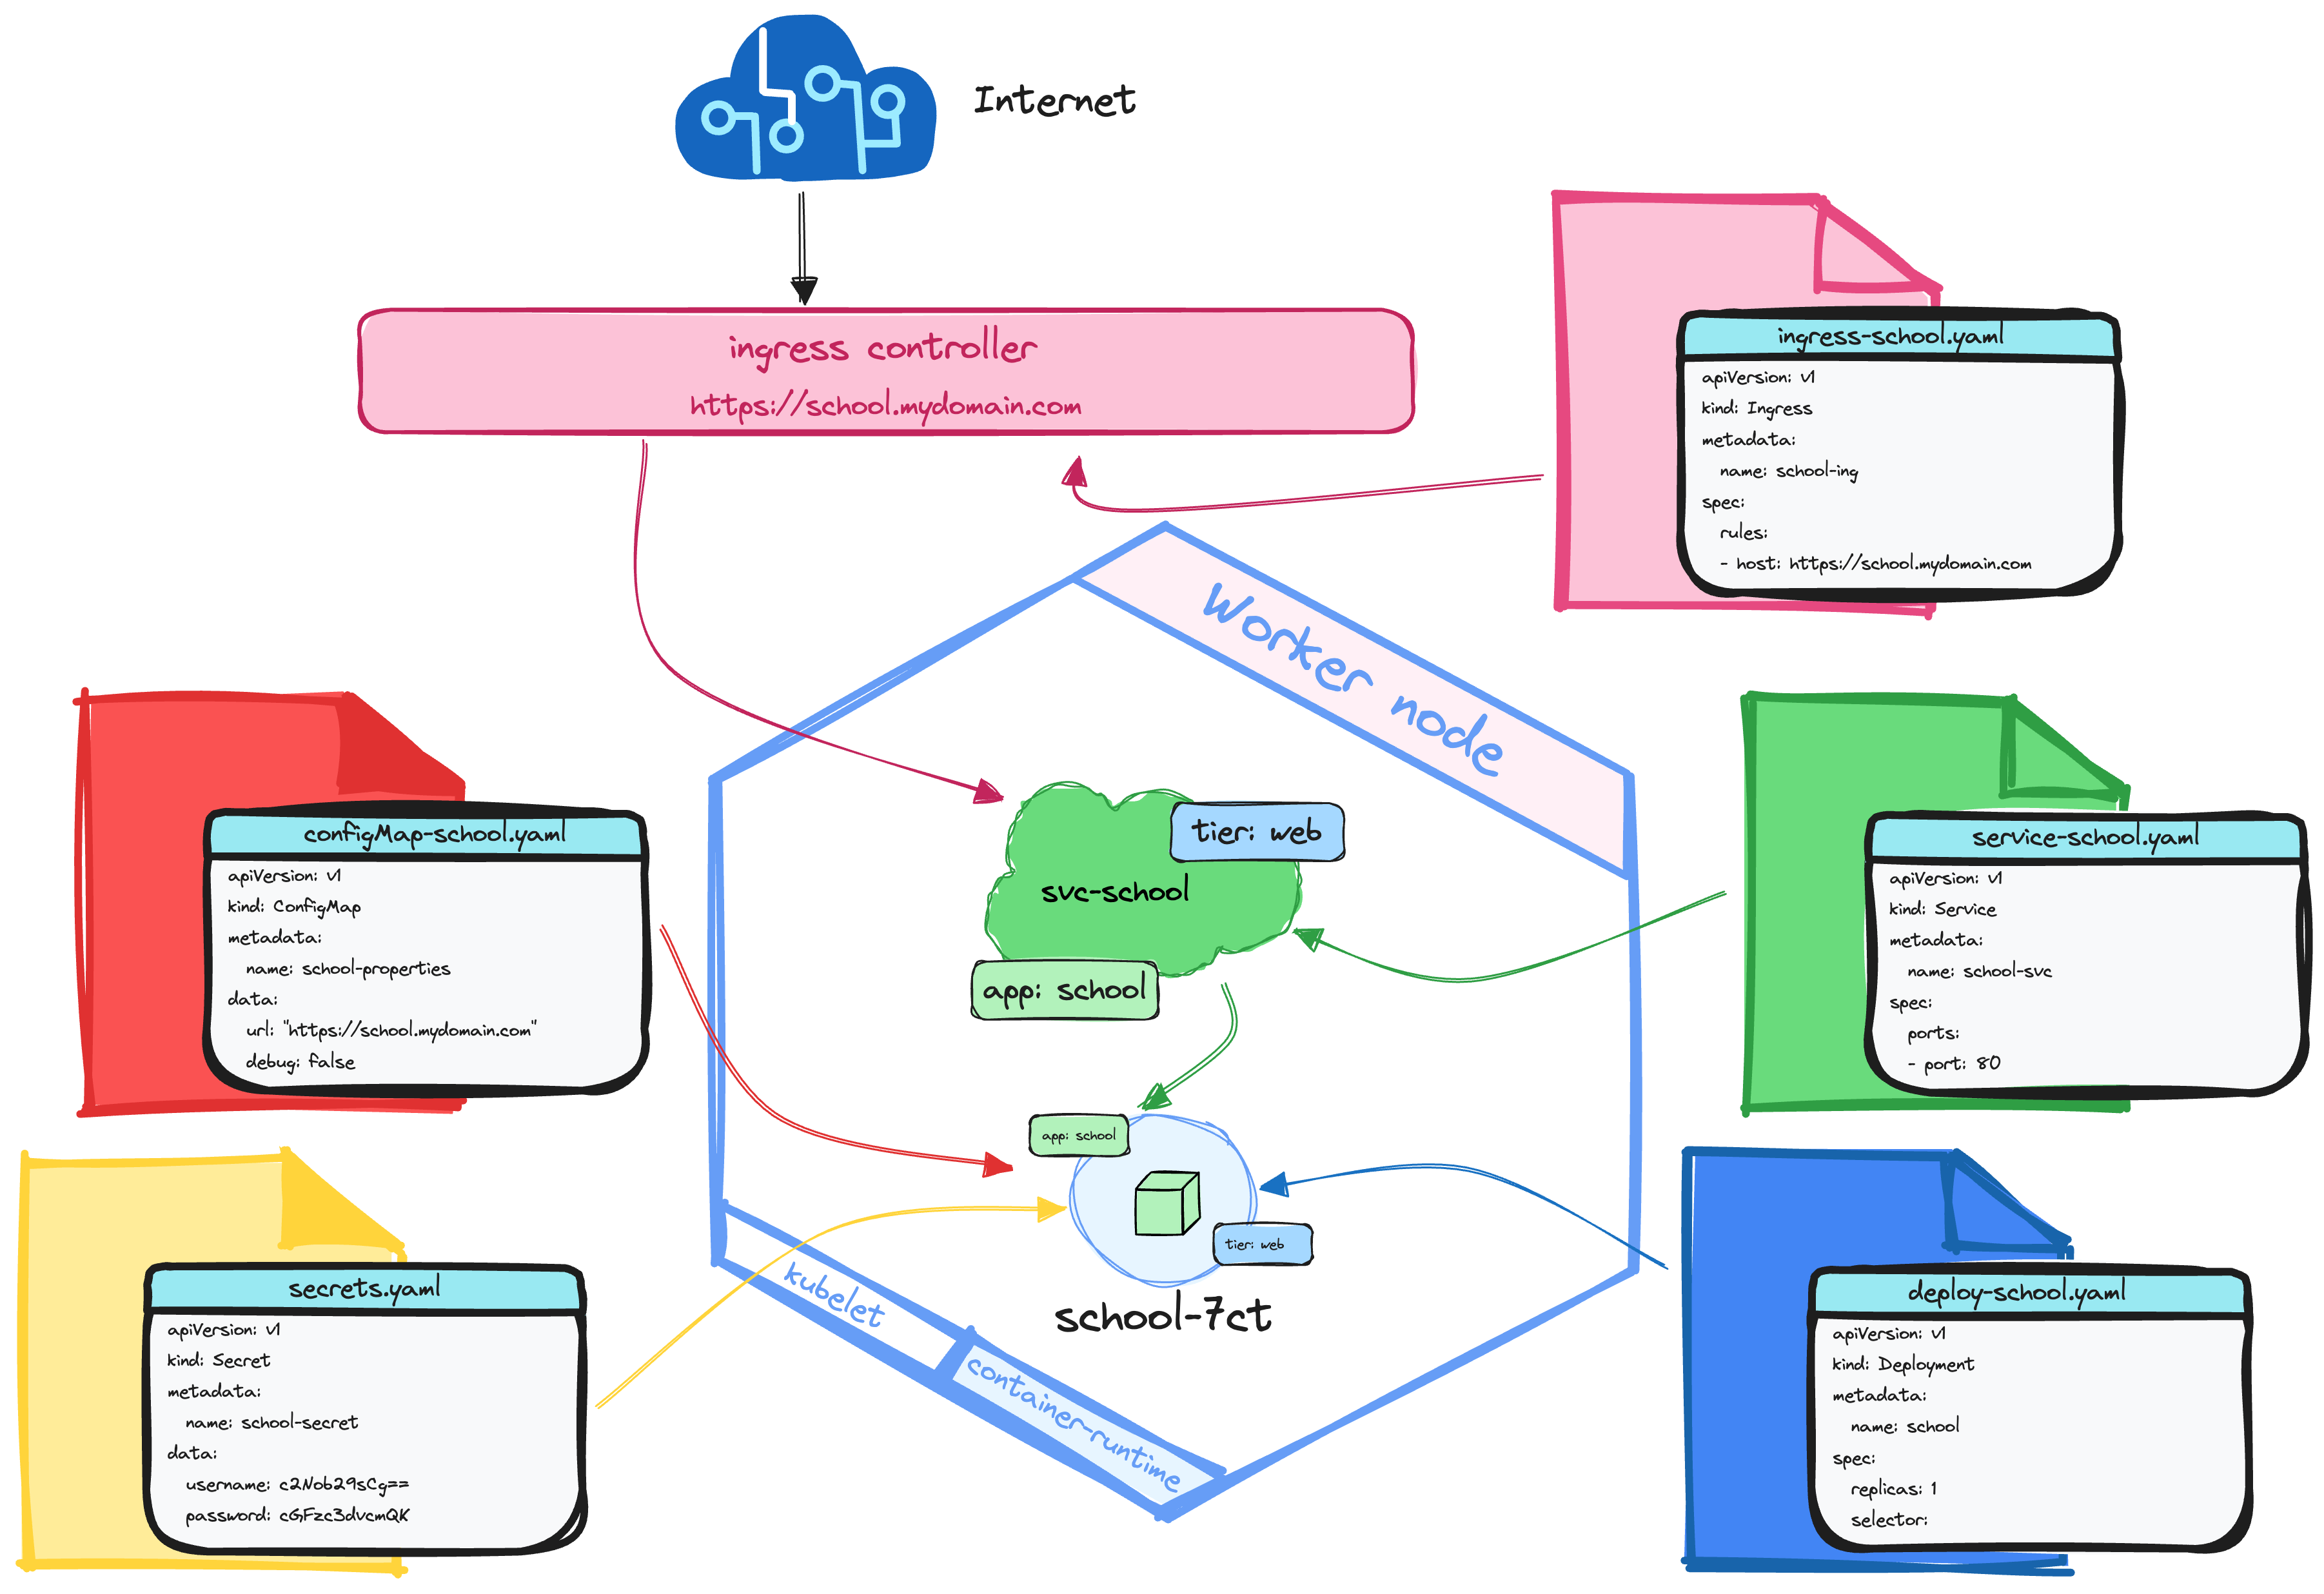 Internet
ingress controller
https://school.mydomain.com
ingress-school.yaml
apiVersion: v1
kind: Ingress
metadata:
name: school-ing
spec:
rules:
- host: https://school.mydomain.com
Worker node
configMap-school.yaml
apiVersion: v1
kind: ConfigMap
metadata:
name: school-properties
data:
url: "https://school.mydomain.com"
debug: false
tier: web
svc-school
app: school
service-school.yaml
apiVersion: v1
kind: Service
metadata:
name: school-svc
spec:
ports:
- port: 80
app: school
tier: web
school-7ct
kubelet
container-runtime
secrets.yaml
apiVersion: v1
kind: Secret
metadata:
name: school-secret
data:
username: c2Nob29sCg==
password: cGFzc3dvcmQK
deploy-school.yaml
apiVersion: v1
kind: Deployment
metadata:
name: school
spec:
replicas: 1
selector: